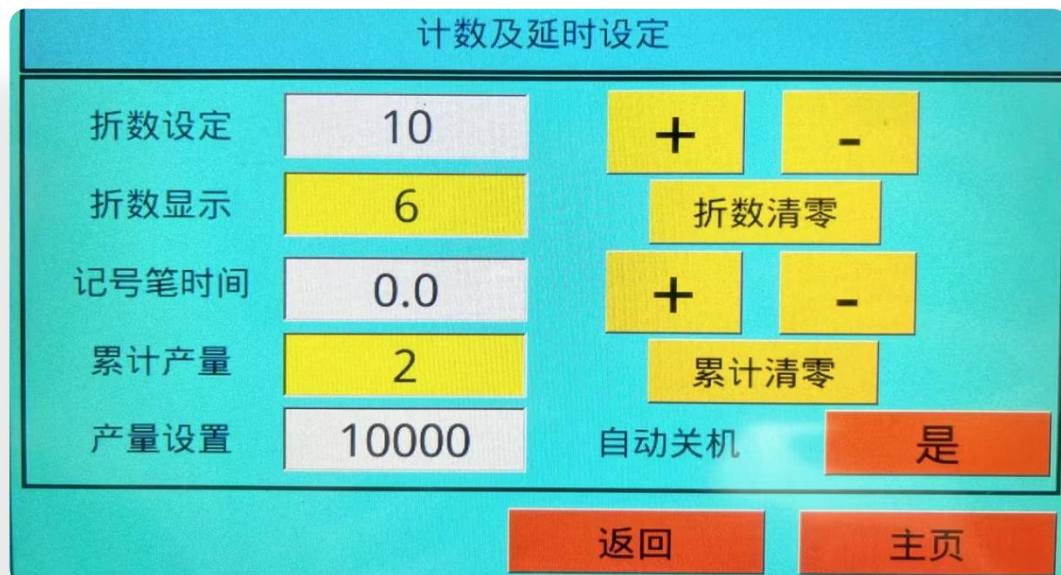 计数及延时设定
折数设定 10 + -
折数显示 6 折数清零
记号笔时间 0.0 + -
累计产量 2 累计清零
产量设置 10000 自动关机 是
返回 主页